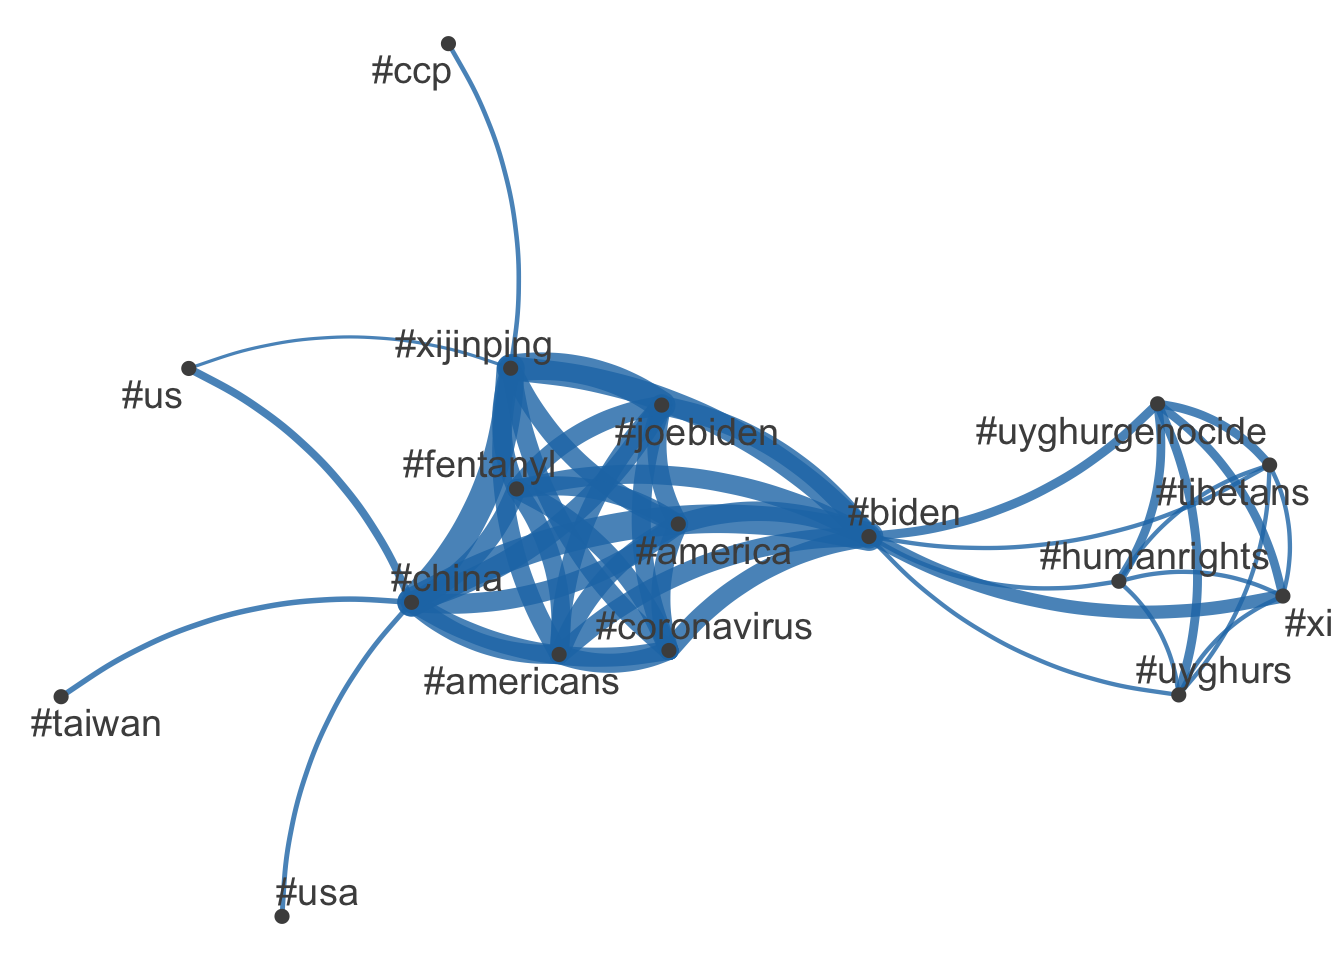 #ccp
#xijinping
#us
#joebiden
#uyghurgenocide
#fentanyl
#tibetans
#biden
#america
#humanrights
#china
#coronavirus
#xi
#americans
#uyghurs
#taiwan
#usa